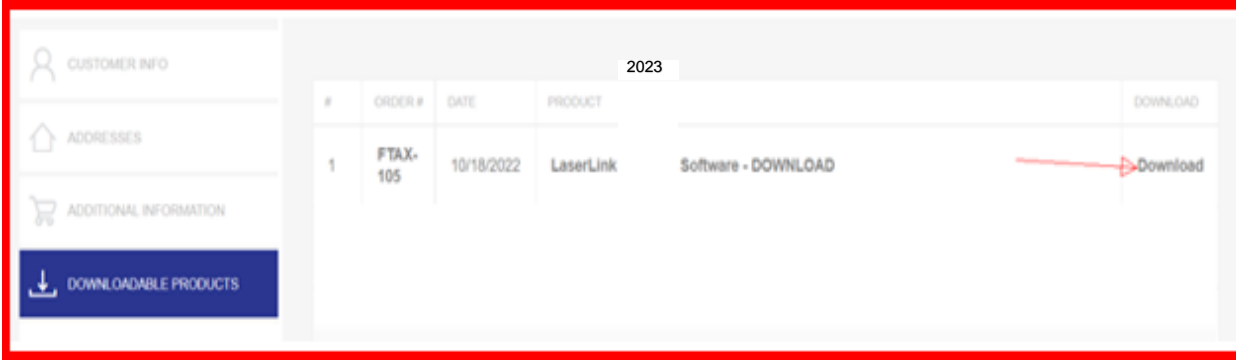 CUSTOMER INFO
ADDRESSES
ADDITIONAL INFORMATION
DOWNLOADABLE PRODUCTS
2023
# ORDER # DATE PRODUCT DOWNLOAD
1 FTAX- 10/18/2022 LaserLink Software - DOWNLOAD Download
105